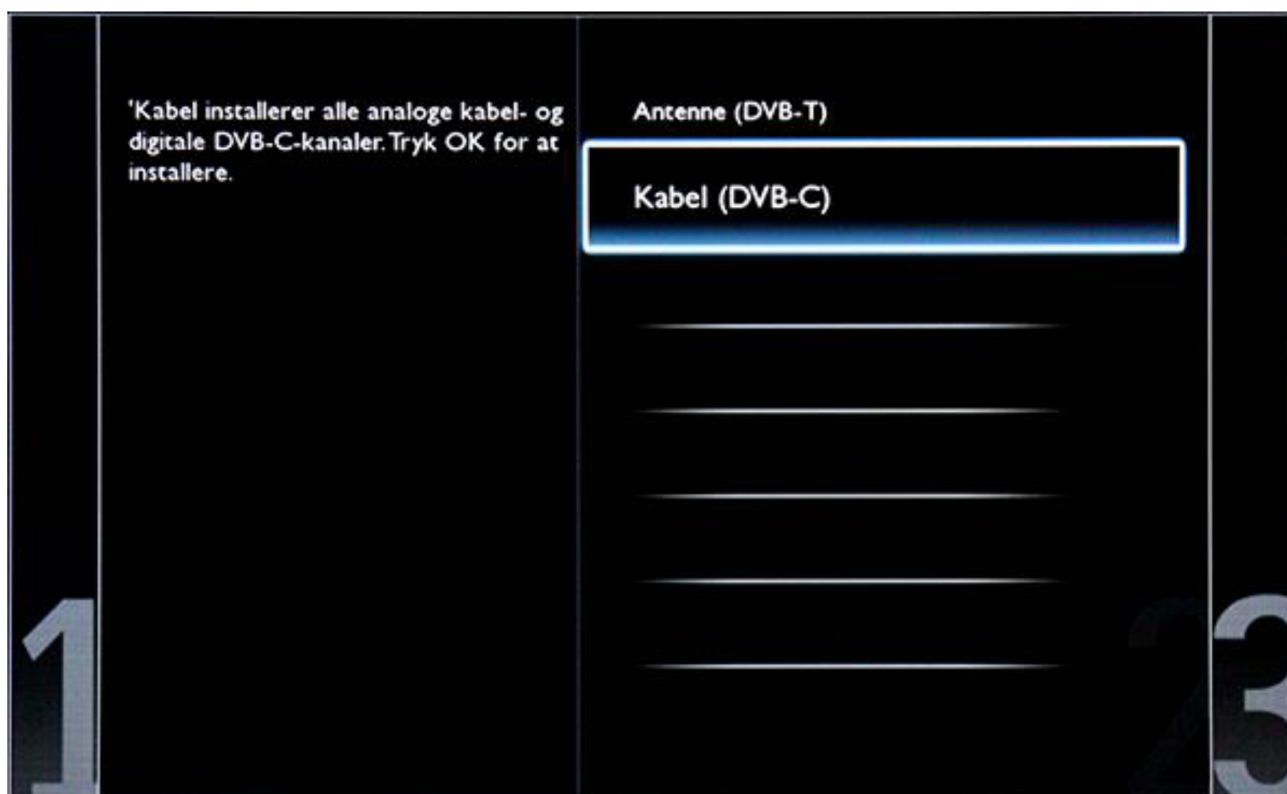 'Kabel installerer alle analoge kabel- og
digitale DVB-C-kanaler. Tryk OK for at
installere.
Antenne (DVB-T)
Kabel (DVB-C)
1
2
3